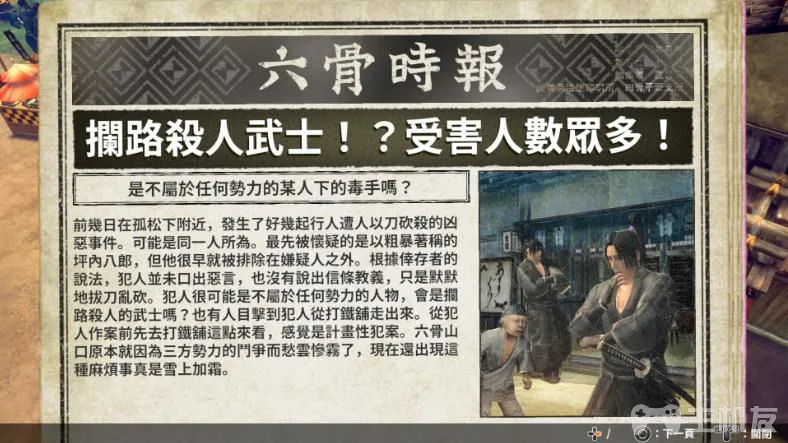 六骨時報
攔路殺人武士！？受害人數眾多！
是不屬於任何勢力的某人下的毒手嗎？
前幾日在孤松下附近，發生了好幾起行人遭人以刀砍殺的凶
惡事件。可能是同一人所為。最先被懷疑的是以粗暴著稱的
坪內八郎，但他很早就被排除在嫌疑人之外。根據倖存者的
說法，犯人並未口出惡言，也沒有說出信條教義，只是默默
地拔刀亂砍。犯人很可能是不屬於任何勢力的人物，會是攔
路殺人的武士嗎？也有人目擊到犯人從打鐵舖走出來。從犯
人作案前先去打鐵舖這點來看，感覺是計畫性犯案。六骨山
口原本就因為三方勢力的鬥爭而愁雲慘霧了，現在還出現這
種麻煩事真是雪上加霜。
主机友
/ ：下一頁 ：關閉